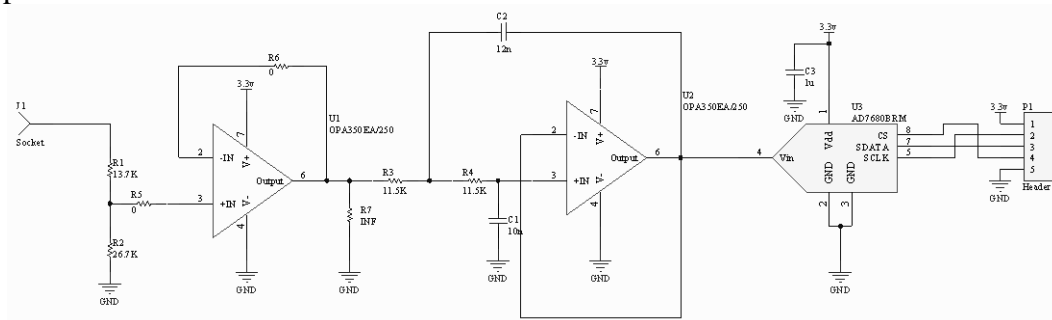 C2
12n
R6
0
3.3v
3.3v
3.3v
C3
1u
GND
J1
Socket
U1
OPA350EA/250
U2
OPA350EA/250
U3
AD7680BRM
P1
3.3v
1
2
3
4
5
Header
GND
7
2
-IN
V+
Output
6
3
+IN
V-
4
GND
R1
13.7K
R5
0
R2
26.7K
GND
R3
11.5K
R4
11.5K
R7
INF
GND
C1
10n
GND
7
2
-IN
V+
Output
6
3
+IN
V-
4
GND
1
Vdd
4
Vin
CS
8
SDATA
7
SCLK
5
GND
GND
2
3
GND